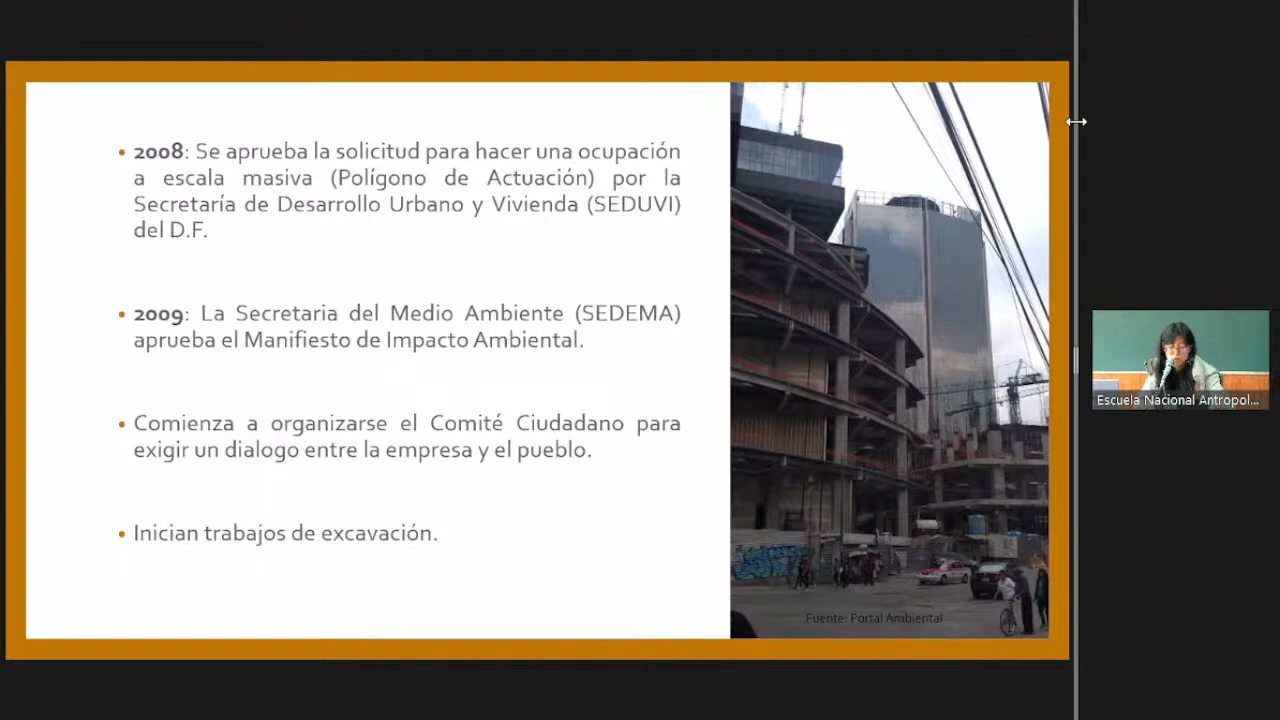 • 2008: Se aprueba la solicitud para hacer una ocupación
a escala masiva (Polígono de Actuación) por la
Secretaría de Desarrollo Urbano y Vivienda (SEDUVI)
del D.F.
• 2009: La Secretaria del Medio Ambiente (SEDEMA)
aprueba el Manifiesto de Impacto Ambiental.
• Comienza a organizarse el Comité Ciudadano para
exigir un dialogo entre la empresa y el pueblo.
• Inician trabajos de excavación.
Fuente: Portal Ambiental
Escuela Nacional Antropol...